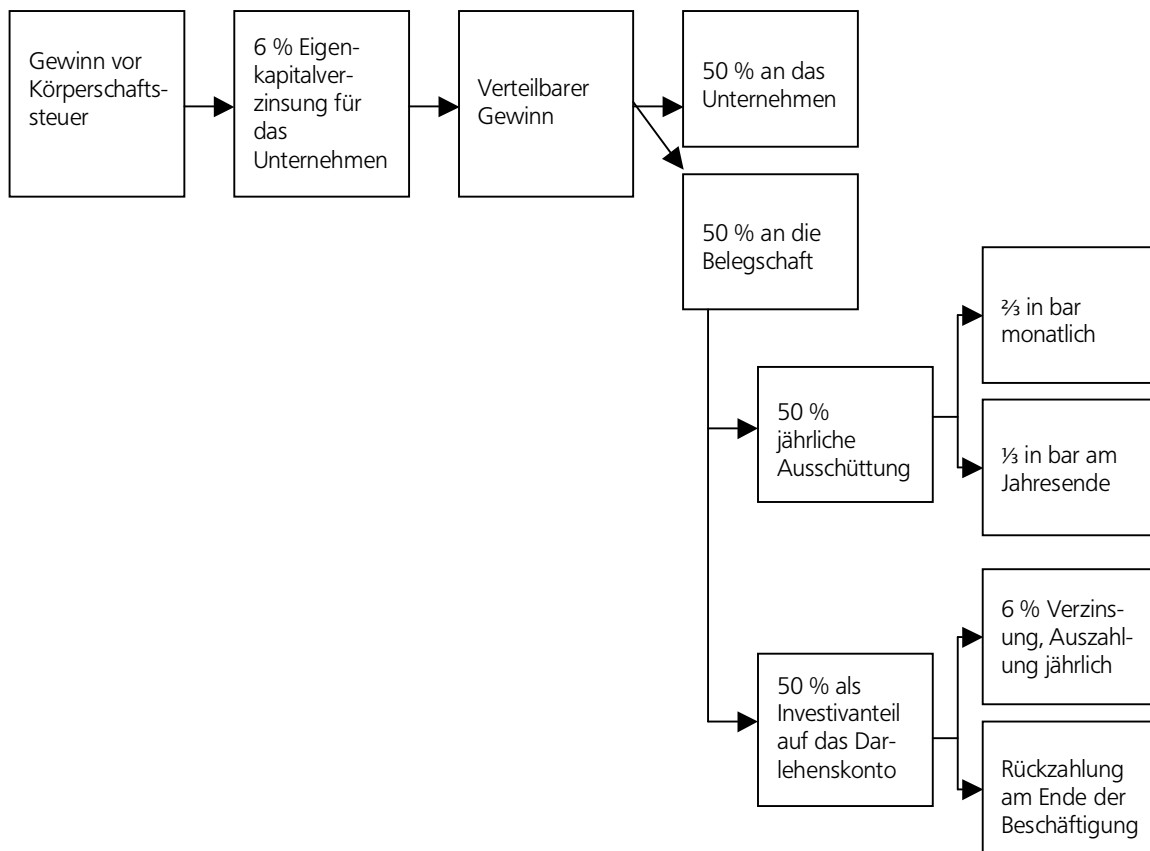 Gewinn vor
Körperschafts-
steuer
6 % Eigen-
kapitalver-
zinsung für
das
Unternehmen
Verteilbarer
Gewinn
50 % an das
Unternehmen
50 % an die
Belegschaft
50 %
jährliche
Ausschüttung
⅔ in bar
monatlich
⅓ in bar am
Jahresende
50 % als
Investivanteil
auf das Dar-
lehenskonto
6 % Verzins-
ung, Auszahl-
ung jährlich
Rückzahlung
am Ende der
Beschäftigung